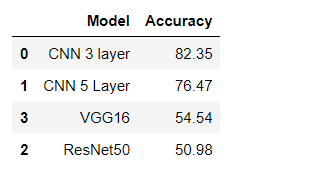 Model Accuracy
0 CNN 3 layer 82.35
1 CNN 5 Layer 76.47
3 VGG16 54.54
2 ResNet50 50.98